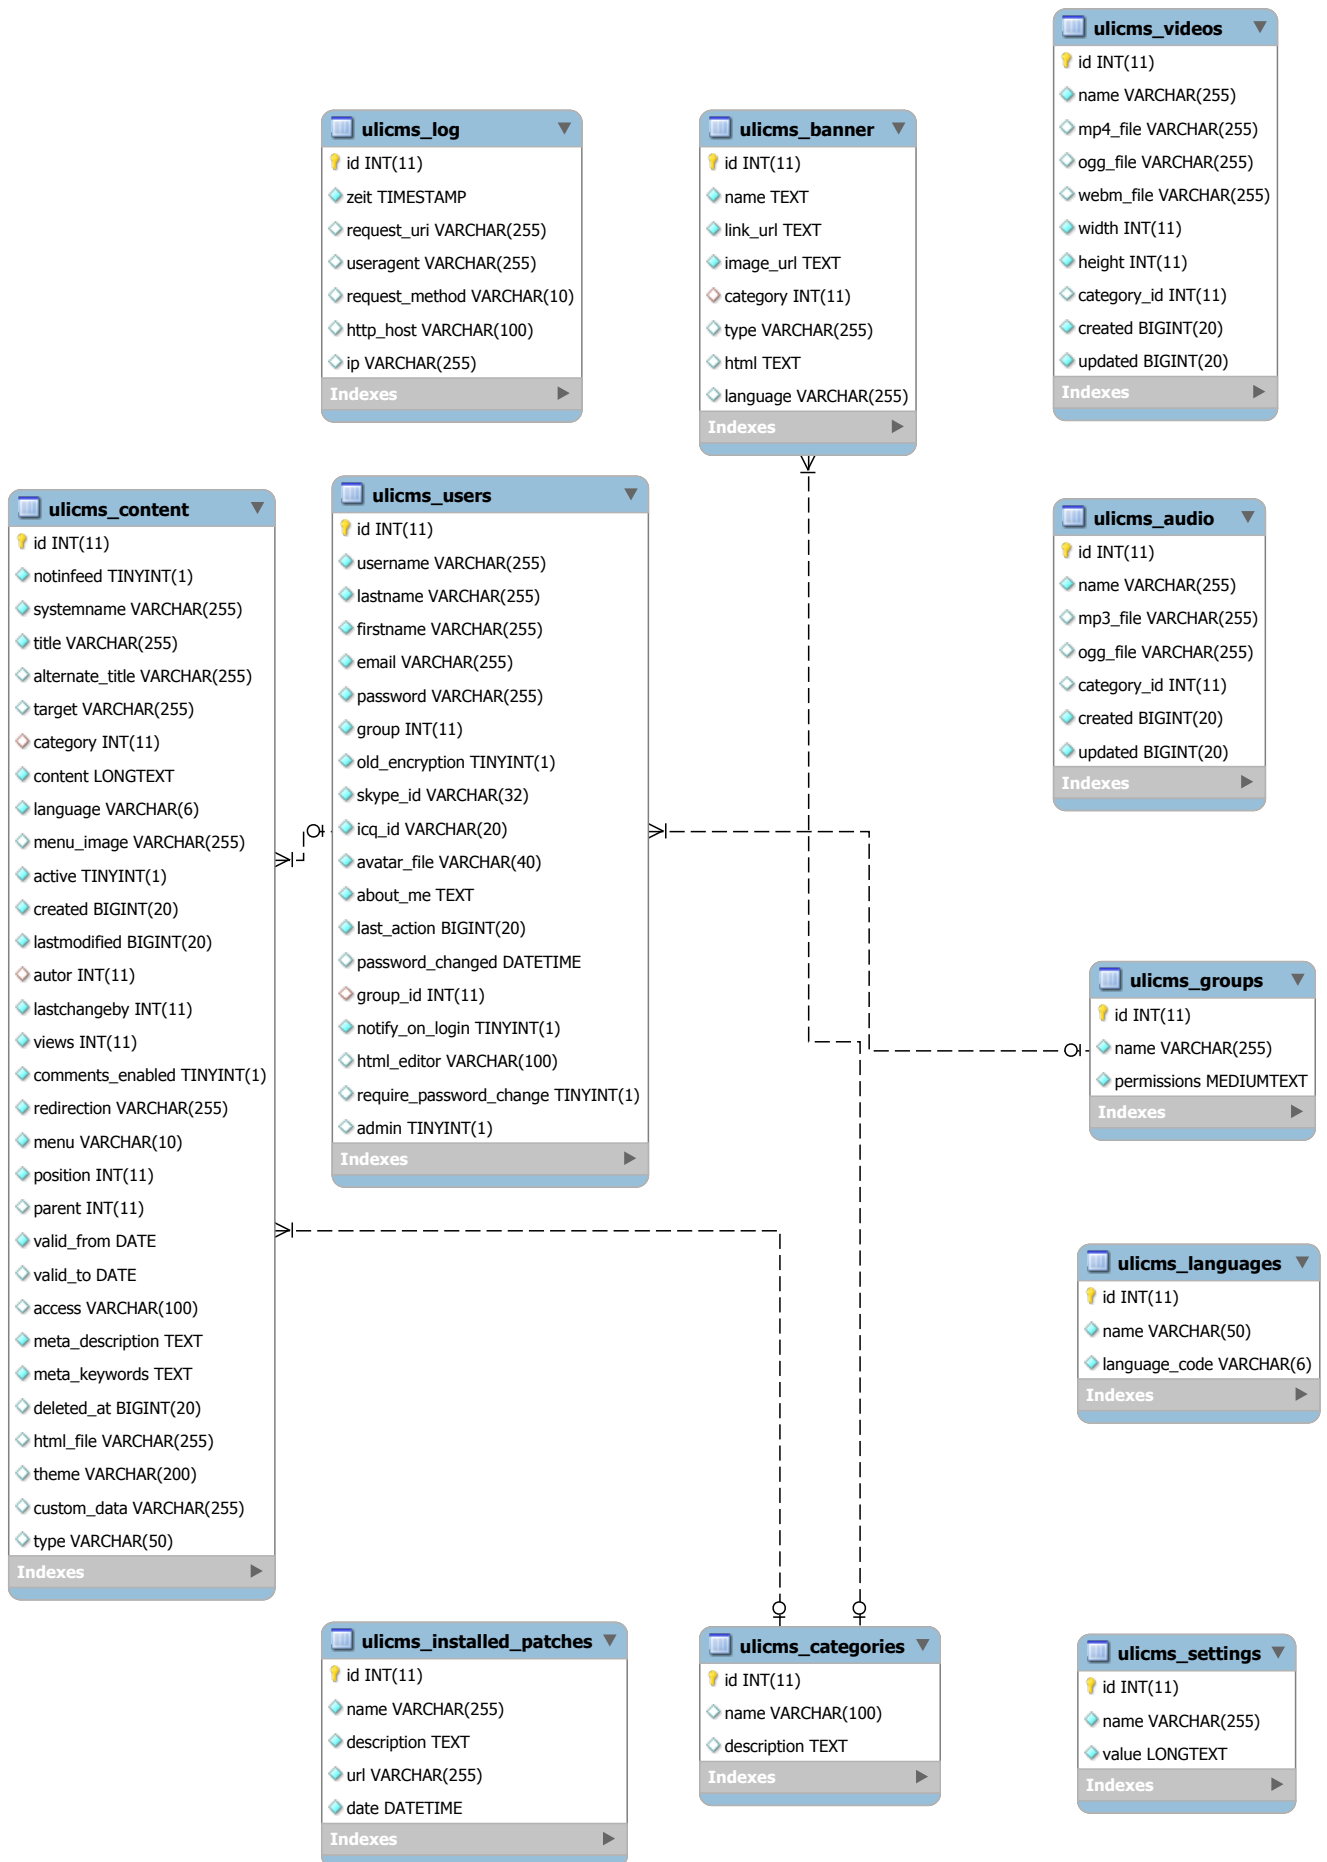 ulicms_videos
id INT(11)
name VARCHAR(255)
mp4_file VARCHAR(255)
ogg_file VARCHAR(255)
webm_file VARCHAR(255)
width INT(11)
height INT(11)
category_id INT(11)
created BIGINT(20)
updated BIGINT(20)
Indexes
ulicms_log
id INT(11)
zeit TIMESTAMP
request_uri VARCHAR(255)
useragent VARCHAR(255)
request_method VARCHAR(10)
http_host VARCHAR(100)
ip VARCHAR(255)
Indexes
ulicms_banner
id INT(11)
name TEXT
link_url TEXT
image_url TEXT
category INT(11)
type VARCHAR(255)
html TEXT
language VARCHAR(255)
Indexes
ulicms_content
id INT(11)
notinfeed TINYINT(1)
systemname VARCHAR(255)
title VARCHAR(255)
alternate_title VARCHAR(255)
target VARCHAR(255)
category INT(11)
content LONGTEXT
language VARCHAR(6)
menu_image VARCHAR(255)
active TINYINT(1)
created BIGINT(20)
lastmodified BIGINT(20)
autor INT(11)
lastchangeby INT(11)
views INT(11)
comments_enabled TINYINT(1)
redirection VARCHAR(255)
menu VARCHAR(10)
position INT(11)
parent INT(11)
valid_from DATE
valid_to DATE
access VARCHAR(100)
meta_description TEXT
meta_keywords TEXT
deleted_at BIGINT(20)
html_file VARCHAR(255)
theme VARCHAR(200)
custom_data VARCHAR(255)
type VARCHAR(50)
Indexes
ulicms_users
id INT(11)
username VARCHAR(255)
lastname VARCHAR(255)
firstname VARCHAR(255)
email VARCHAR(255)
password VARCHAR(255)
group INT(11)
old_encryption TINYINT(1)
skype_id VARCHAR(32)
icq_id VARCHAR(20)
avatar_file VARCHAR(40)
about_me TEXT
last_action BIGINT(20)
password_changed DATETIME
group_id INT(11)
notify_on_login TINYINT(1)
html_editor VARCHAR(100)
require_password_change TINYINT(1)
admin TINYINT(1)
Indexes
ulicms_audio
id INT(11)
name VARCHAR(255)
mp3_file VARCHAR(255)
ogg_file VARCHAR(255)
category_id INT(11)
created BIGINT(20)
updated BIGINT(20)
Indexes
ulicms_groups
id INT(11)
name VARCHAR(255)
permissions MEDIUMTEXT
Indexes
ulicms_languages
id INT(11)
name VARCHAR(50)
language_code VARCHAR(6)
Indexes
ulicms_installed_patches
id INT(11)
name VARCHAR(255)
description TEXT
url VARCHAR(255)
date DATETIME
Indexes
ulicms_categories
id INT(11)
name VARCHAR(100)
description TEXT
Indexes
ulicms_settings
id INT(11)
name VARCHAR(255)
value LONGTEXT
Indexes